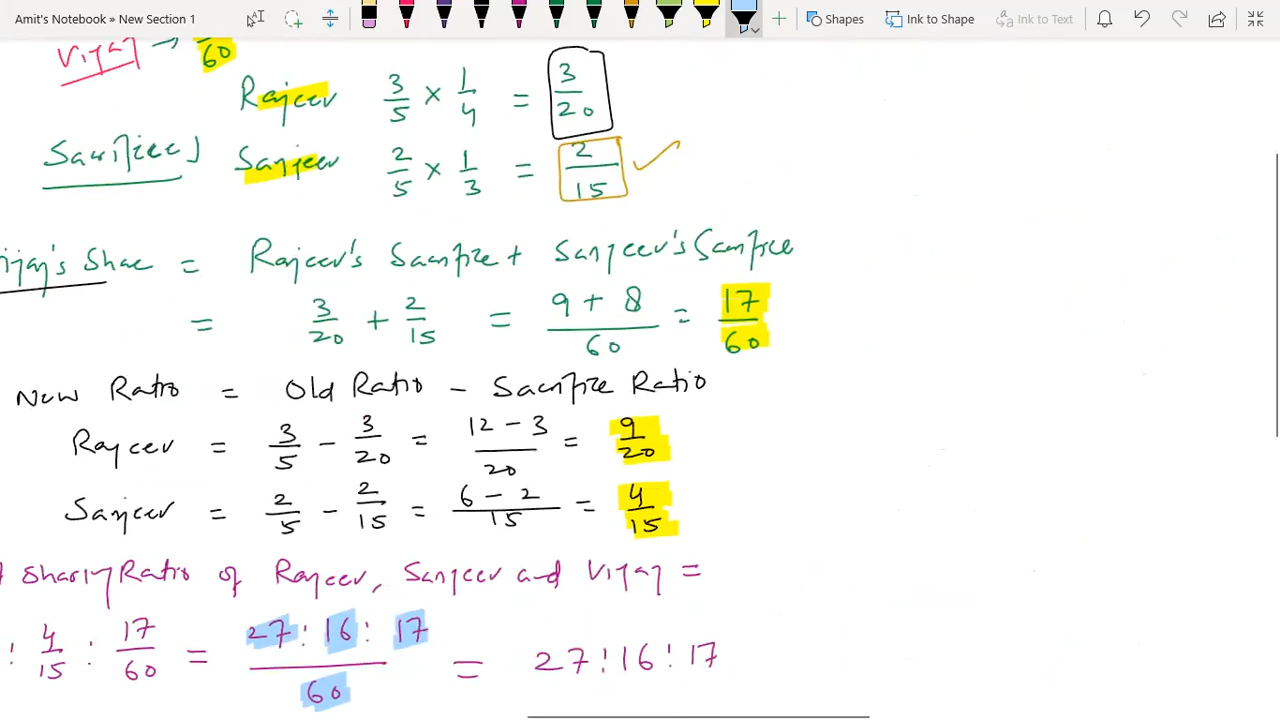 Amit's Notebook » New Section 1
Shapes Ink to Shape Ink to Text
Vijay → 60
Rajeev 3/5 × 1/4 = 3/20
Sacrificed Sanjeev 2/5 × 1/3 = 2/15 ✓
ijay's Share = Rajeev's Sacrifice + Sanjeev's Sacrifice
= 3/20 + 2/15 = 9 + 8/60 = 17/60
New Ratio = Old Ratio - Sacrifice Ratio
Rajeev = 3/5 - 3/20 = 12 - 3/20 = 9/20
Sanjeev = 2/5 - 2/15 = 6 - 2/15 = 4/15
Sharing Ratio of Rajeev, Sanjeev and Vijay =
: 4/15 : 17/60 = 27 : 16 : 17/60 = 27 : 16 : 17